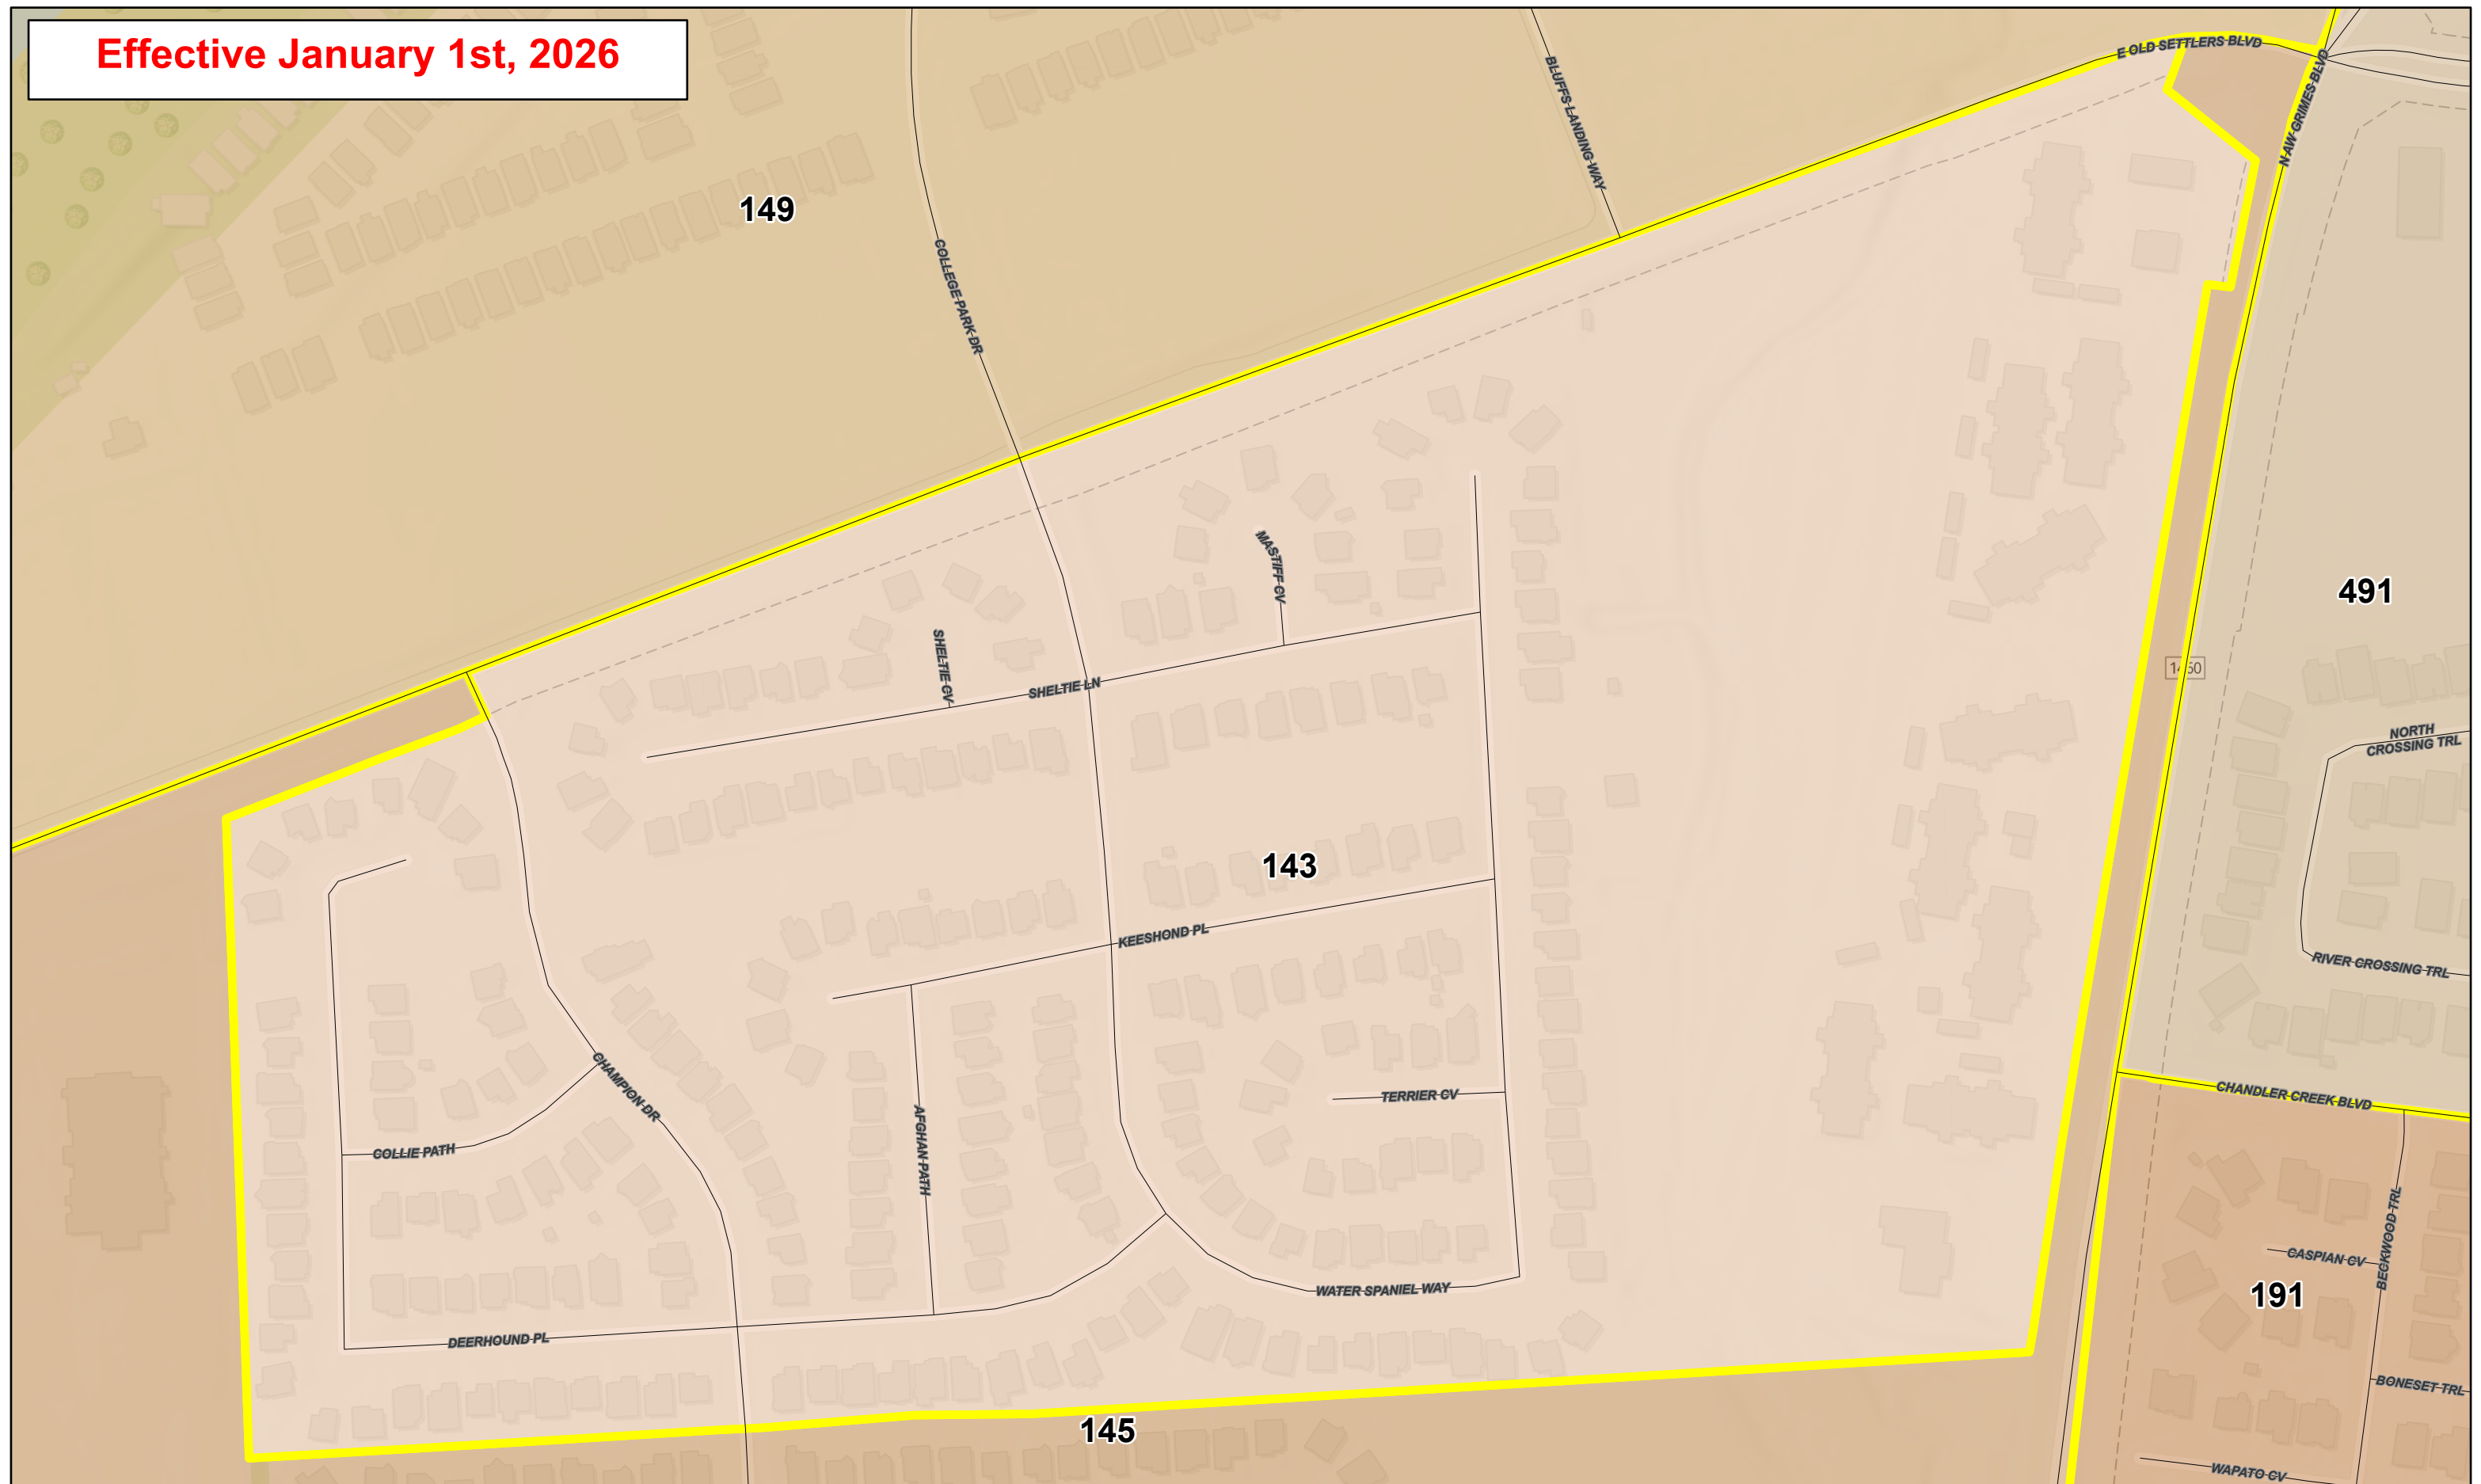 Effective January 1st, 2026
E OLD SETTLERS BLVD
N AW GRIMES BLVD
BLUFFS LANDING WAY
149
COLLEGE PARK DR
491
MASTIFF CV
SHELTIE CV
SHELTIE LN
1460
NORTH
CROSSING TRL
143
KEESHOND PL
RIVER CROSSING TRL
CHAMPION DR
TERRIER CV
CHANDLER CREEK BLVD
COLLIE PATH
AFGHAN PATH
BECKWOOD TRL
CASPIAN CV
191
WATER SPANIEL WAY
DEERHOUND PL
BONESET TRL
145
WAPATO CV